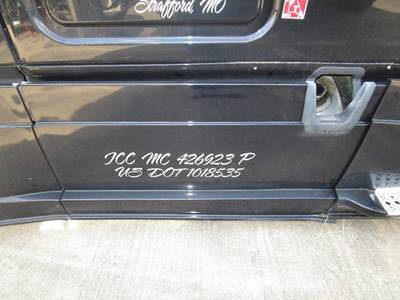 Strafford, MO
ICC MC 426923 P
US DOT 1018535